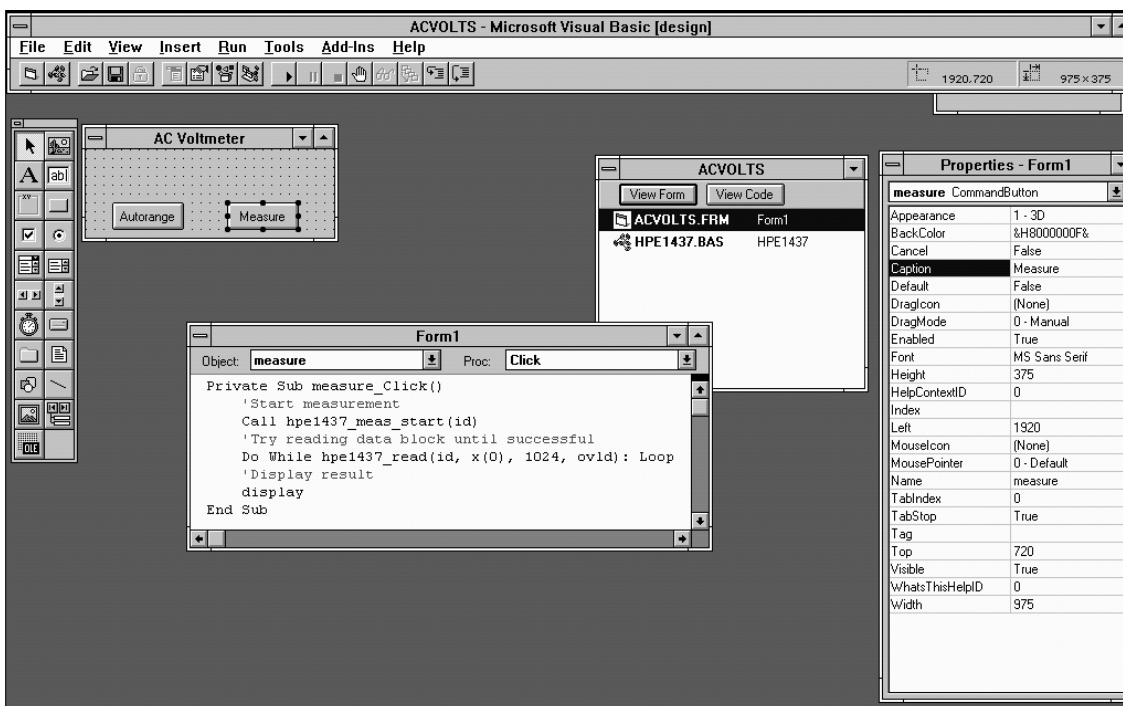 ACVOLTS - Microsoft Visual Basic [design]
File Edit View Insert Run Tools Add-Ins Help
1920,720 975 × 375
A ab|
xv
OLE
AC Voltmeter
Autorange Measure
ACVOLTS
View Form View Code
ACVOLTS.FRM Form1
HPE1437.BAS HPE1437
Form1
Object: measure Proc: Click
Private Sub measure_Click()
'Start measurement
Call hpe1437_meas_start(id)
'Try reading data block until successful
Do While hpe1437_read(id, x(0), 1024, ovld): Loop
'Display result
display
End Sub
Properties - Form1
measure CommandButton
Appearance 1 - 3D
BackColor &H8000000F&
Cancel False
Caption Measure
Default False
DragIcon (None)
DragMode 0 - Manual
Enabled True
Font MS Sans Serif
Height 375
HelpContextID 0
Index
Left 1920
MouseIcon (None)
MousePointer 0 - Default
Name measure
TabIndex 0
TabStop True
Tag
Top 720
Visible True
WhatsThisHelpID 0
Width 975